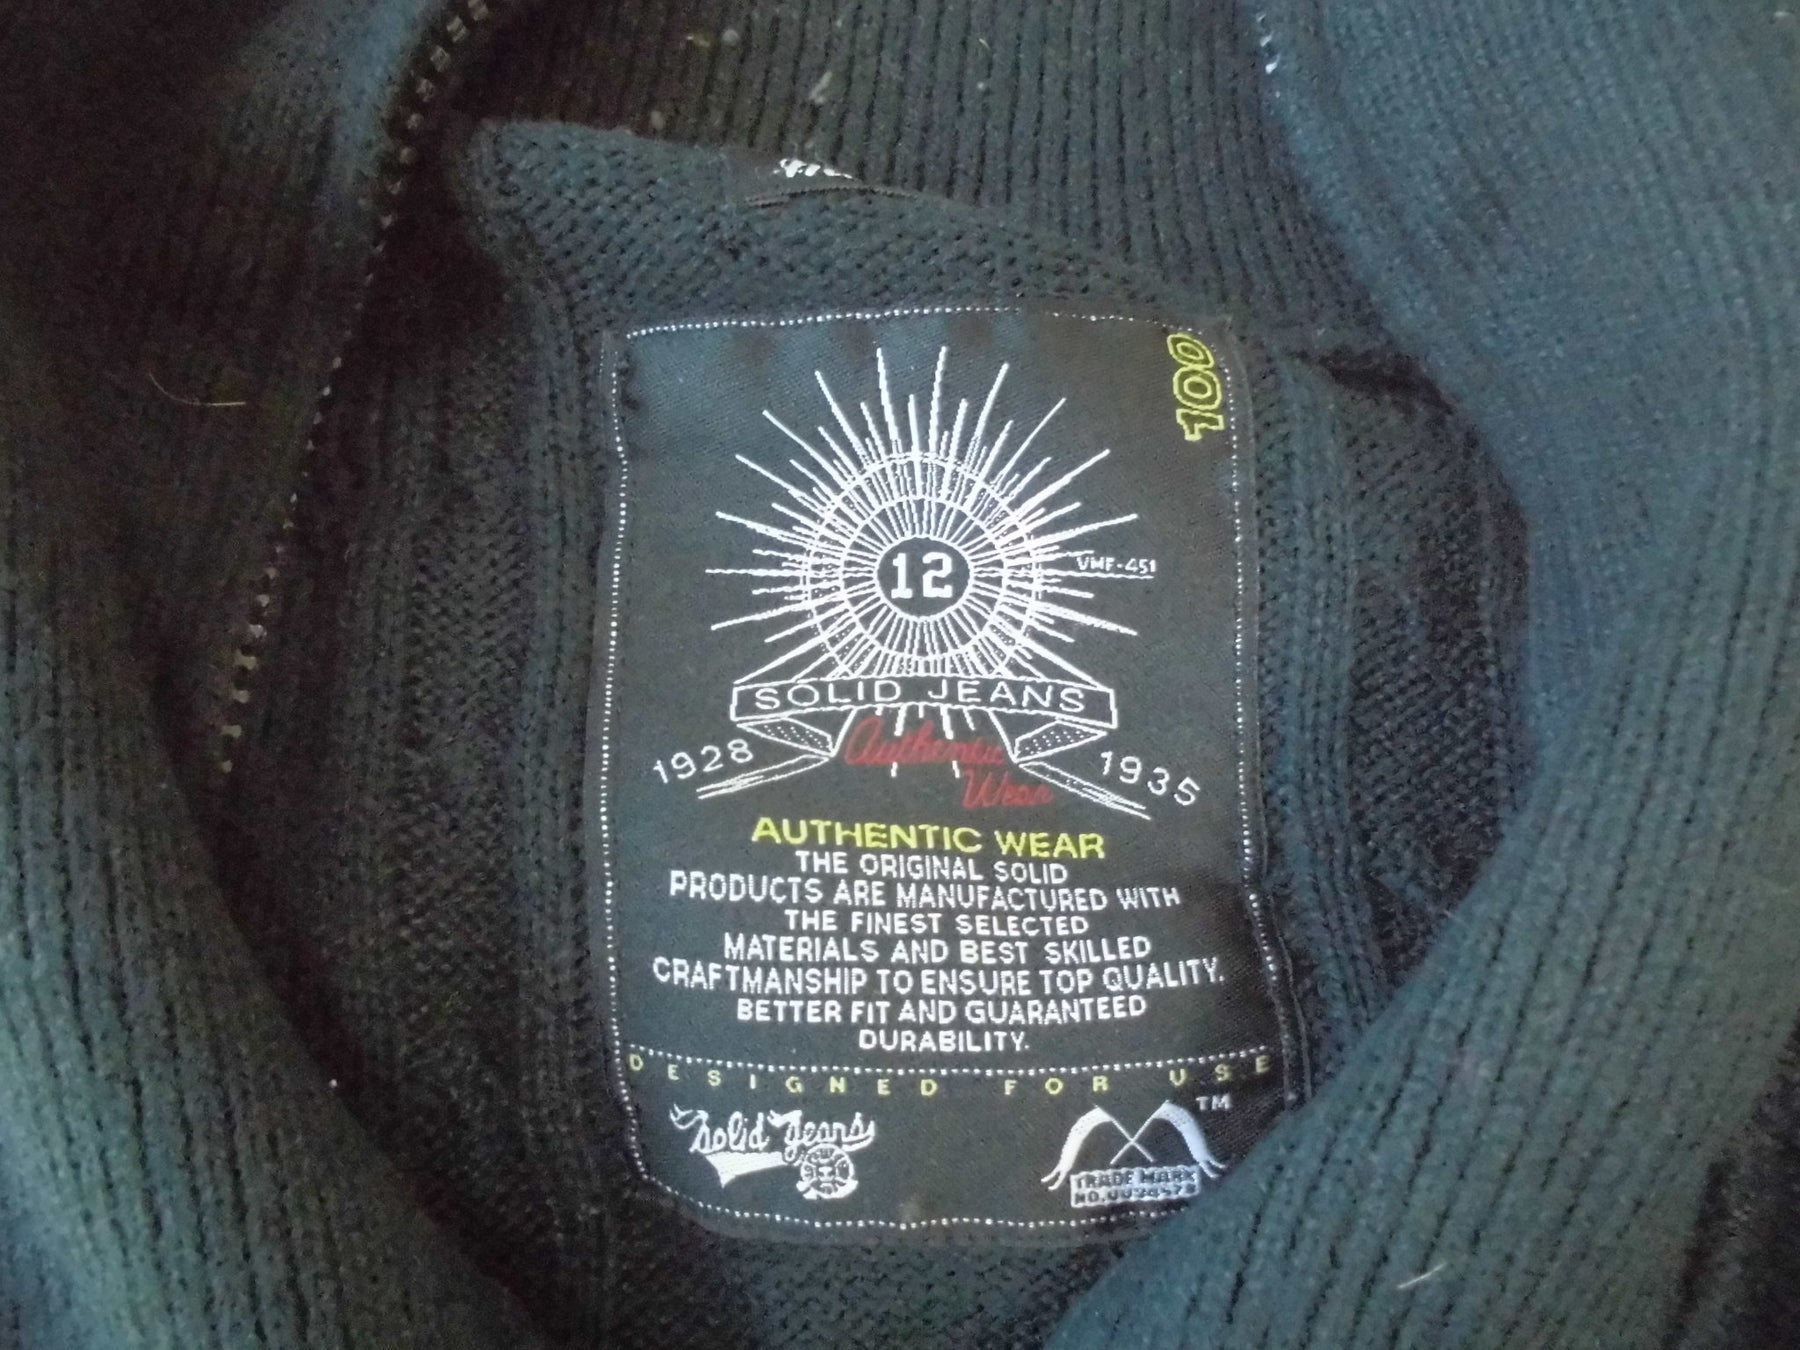 100
12
VMF-451
SOLID JEANS
1928
1935
Authentic
Wear
AUTHENTIC WEAR
THE ORIGINAL SOLID
PRODUCTS ARE MANUFACTURED WITH
THE FINEST SELECTED
MATERIALS AND BEST SKILLED
CRAFTMANSHIP TO ENSURE TOP QUALITY.
BETTER FIT AND GUARANTEED
DURABILITY.
DESIGNED FOR USE
Solid Jeans
TM
TRADE MARK